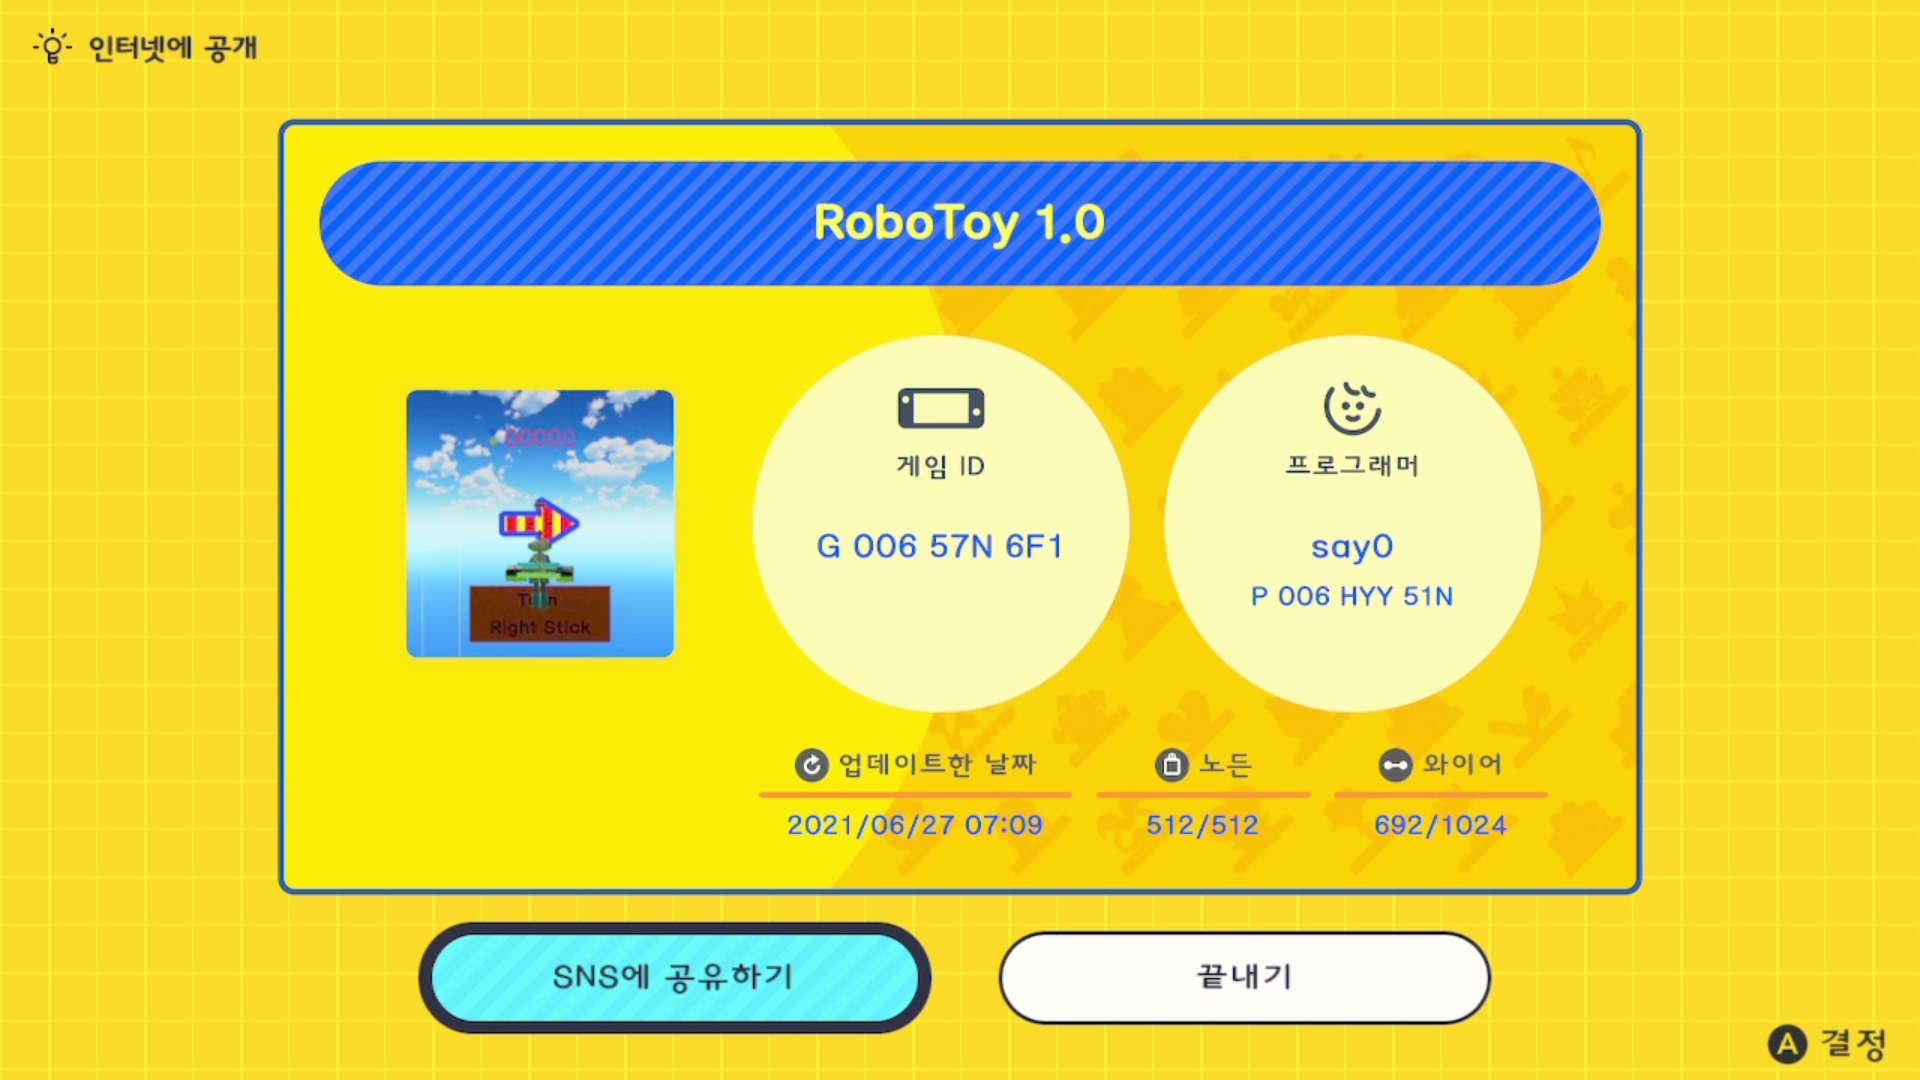 인터넷에 공개
RoboToy 1.0
00000
Right Stick
게임 ID
G 006 57N 6F1
프로그래머
say0
P 006 HYY 51N
업데이트한 날짜
2021/06/27 07:09
노든
512/512
와이어
692/1024
SNS에 공유하기
끝내기
A 결정